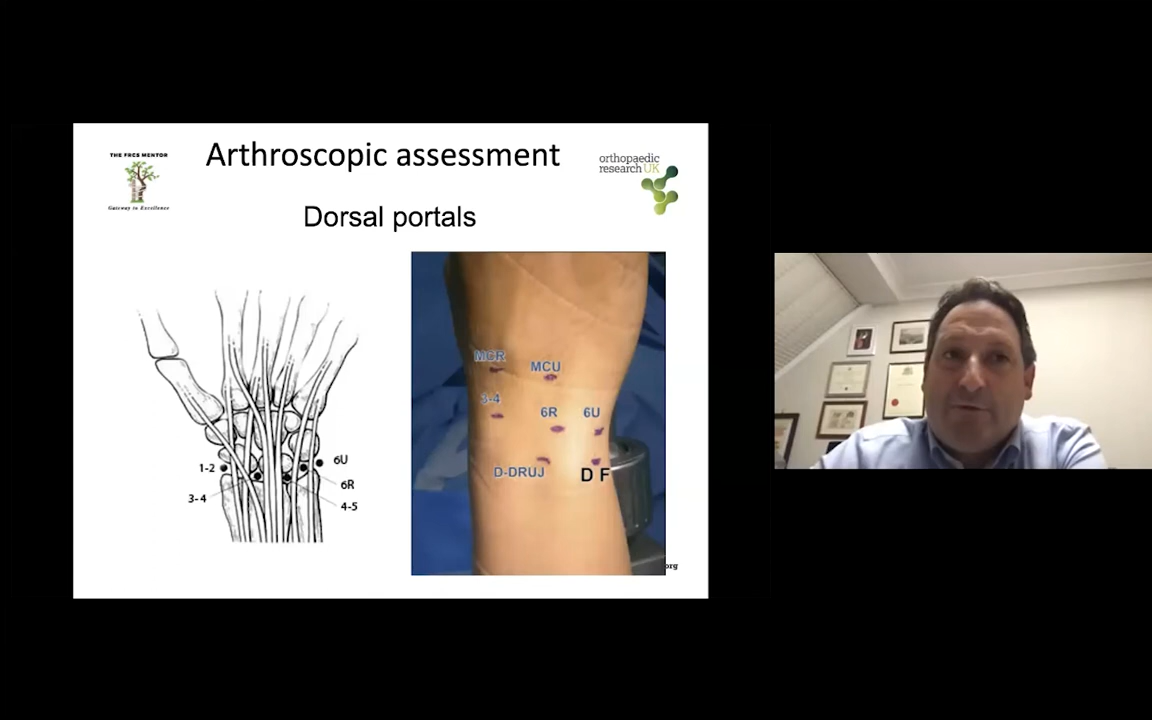 THE FRCS MENTOR
Gateway to Excellence
Arthroscopic assessment
orthopaedic
research UK
Dorsal portals
1-2
3-4
6U
6R
4-5
MCR
MCU
3-4
6R
6U
D-DRUJ
D F
org